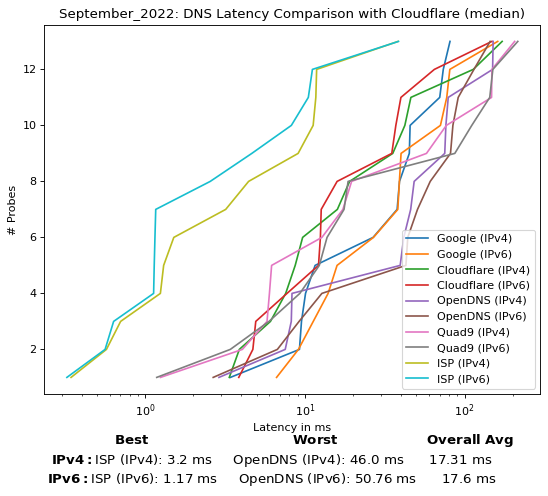 September_2022: DNS Latency Comparison with Cloudflare (median)
12
10
8
6
4
2
# Probes
Google (IPv4)
Google (IPv6)
Cloudflare (IPv4)
Cloudflare (IPv6)
OpenDNS (IPv4)
OpenDNS (IPv6)
Quad9 (IPv4)
Quad9 (IPv6)
ISP (IPv4)
ISP (IPv6)
10⁰ 10¹ 10²
Latency in ms
Best Worst Overall Avg
IPv4: ISP (IPv4): 3.2 ms OpenDNS (IPv4): 46.0 ms 17.31 ms
IPv6: ISP (IPv6): 1.17 ms OpenDNS (IPv6): 50.76 ms 17.6 ms